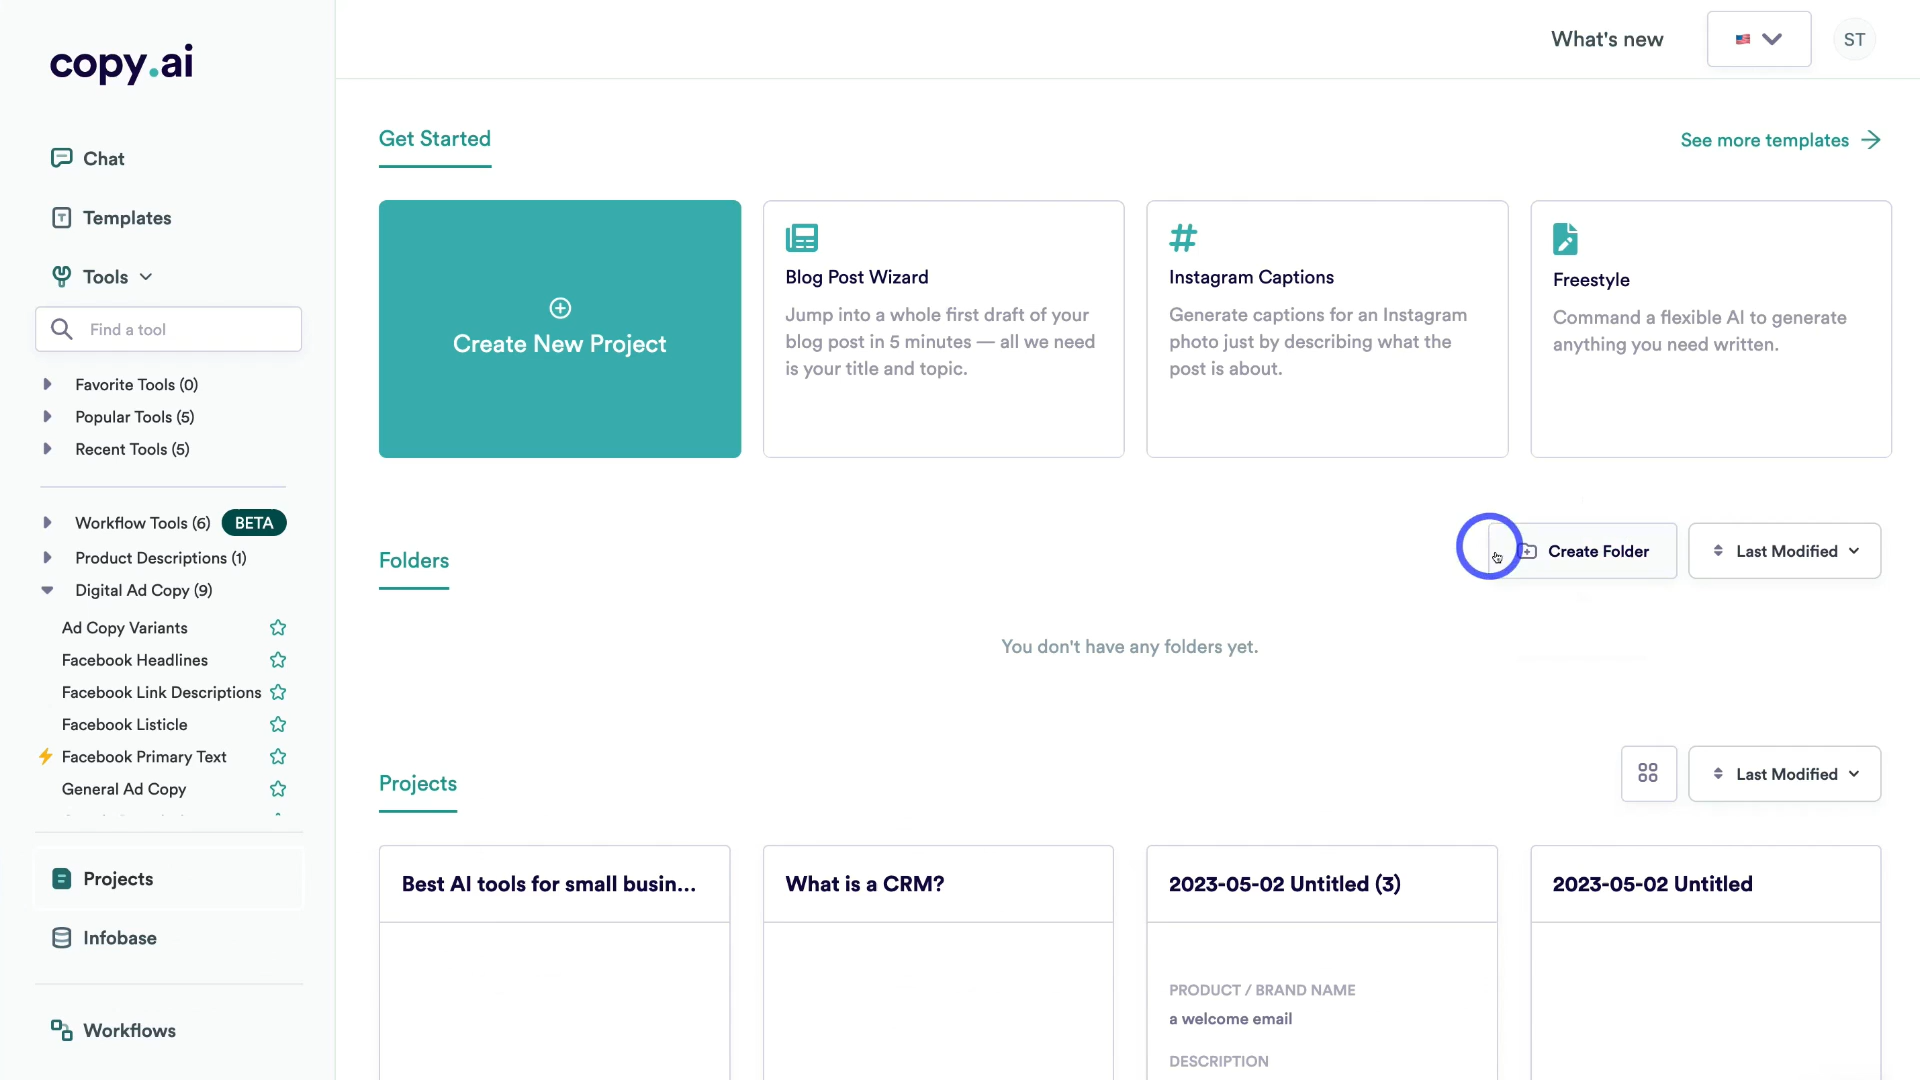 copy.ai
What's new
ST
Chat
Templates
Tools
Find a tool
Favorite Tools (0)
Popular Tools (5)
Recent Tools (5)
Workflow Tools (6) BETA
Product Descriptions (1)
Digital Ad Copy (9)
Ad Copy Variants
Facebook Headlines
Facebook Link Descriptions
Facebook Listicle
Facebook Primary Text
General Ad Copy
Projects
Infobase
Workflows
Get Started
See more templates
Create New Project
Blog Post Wizard
Jump into a whole first draft of your
blog post in 5 minutes — all we need
is your title and topic.
Instagram Captions
Generate captions for an Instagram
photo just by describing what the
post is about.
Freestyle
Command a flexible AI to generate
anything you need written.
Folders
Create Folder
Last Modified
You don't have any folders yet.
Projects
Last Modified
Best AI tools for small busin...
What is a CRM?
2023-05-02 Untitled (3)
PRODUCT / BRAND NAME
a welcome email
DESCRIPTION
2023-05-02 Untitled